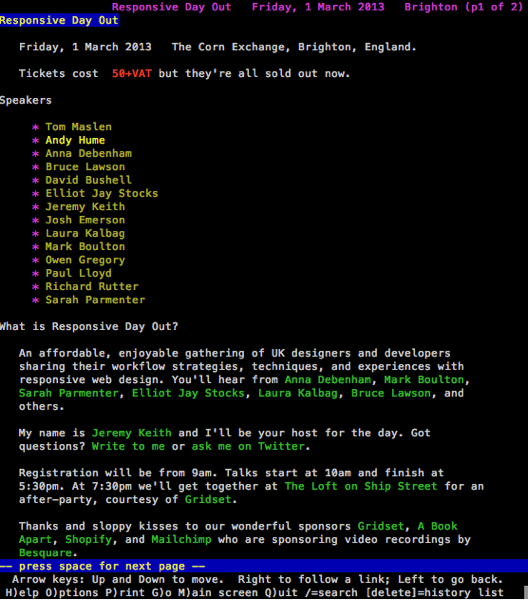 Responsive Day Out   Friday, 1 March 2013   Brighton (p1 of 2)
Responsive Day Out
Friday, 1 March 2013   The Corn Exchange, Brighton, England.
Tickets cost  50+VAT but they're all sold out now.
Speakers
* Tom Maslen
* Andy Hume
* Anna Debenham
* Bruce Lawson
* David Bushell
* Elliot Jay Stocks
* Jeremy Keith
* Josh Emerson
* Laura Kalbag
* Mark Boulton
* Owen Gregory
* Paul Lloyd
* Richard Rutter
* Sarah Parmenter
What is Responsive Day Out?
An affordable, enjoyable gathering of UK designers and developers
sharing their workflow strategies, techniques, and experiences with
responsive web design. You'll hear from Anna Debenham, Mark Boulton,
Sarah Parmenter, Elliot Jay Stocks, Laura Kalbag, Bruce Lawson, and
others.
My name is Jeremy Keith and I'll be your host for the day. Got
questions? Write to me or ask me on Twitter.
Registration will be from 9am. Talks start at 10am and finish at
5:30pm. At 7:30pm we'll get together at The Loft on Ship Street for an
after-party, courtesy of Gridset.
Thanks and sloppy kisses to our wonderful sponsors Gridset, A Book
Apart, Shopify, and Mailchimp who are sponsoring video recordings by
Besquare.
-- press space for next page --
Arrow keys: Up and Down to move.  Right to follow a link; Left to go back.
H)elp O)ptions P)rint G)o M)ain screen Q)uit /=search [delete]=history list